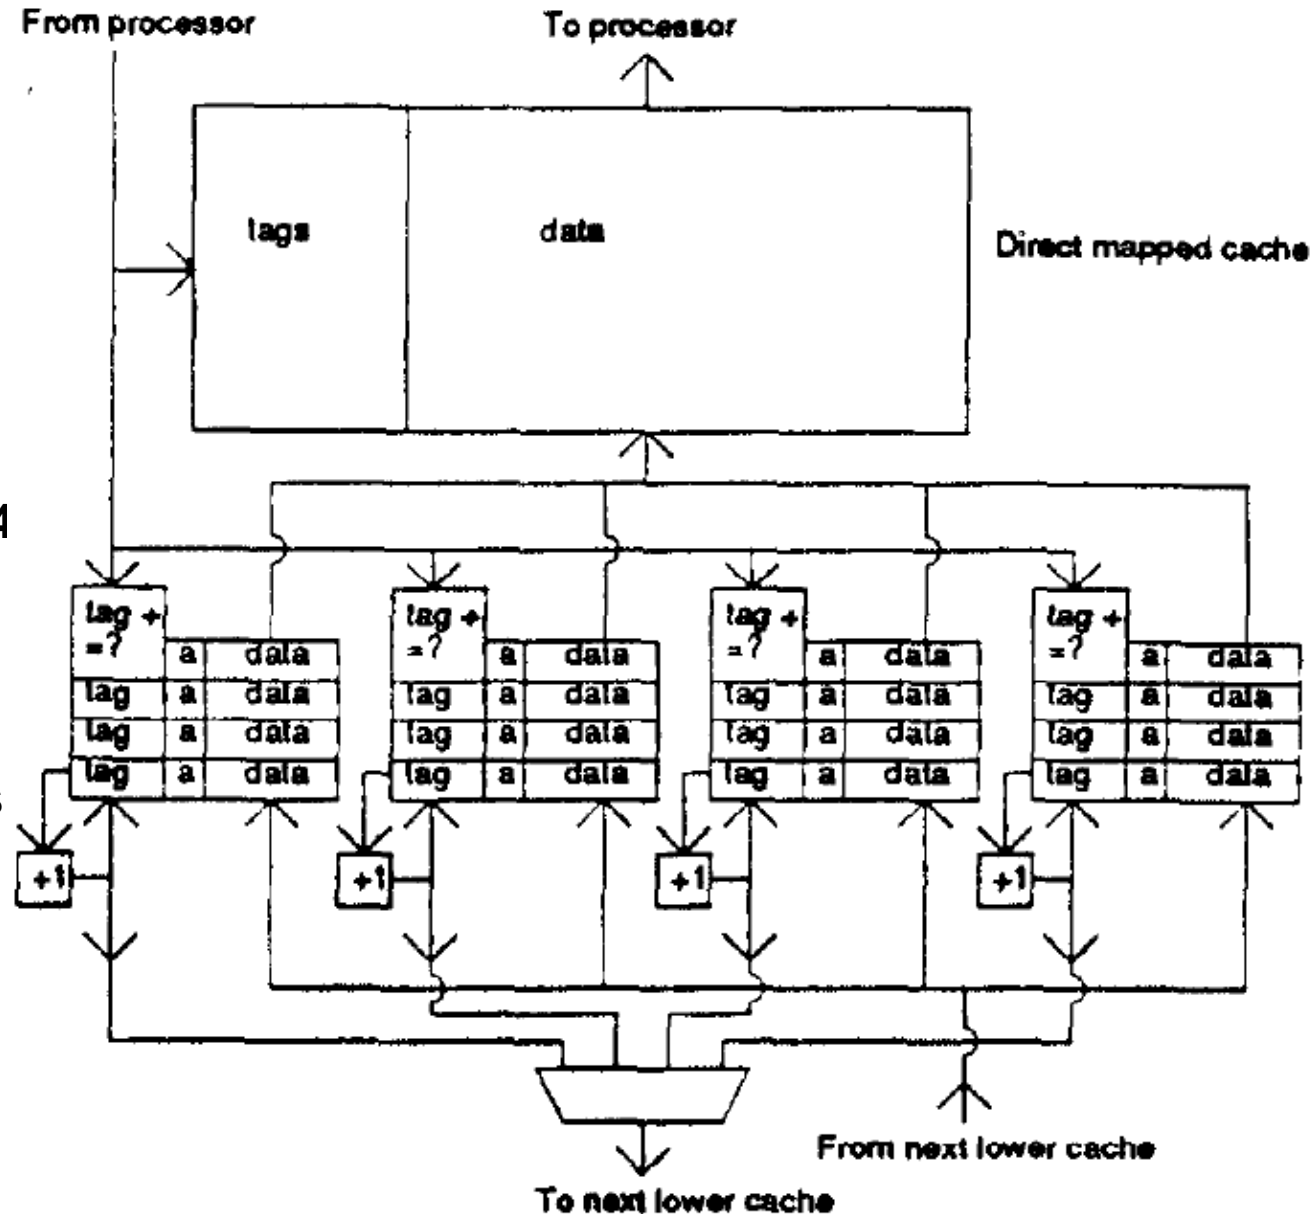 From processor
To processor
tags
data
Direct mapped cache
4
tag +
=?
a
data
tag
a
data
tag
a
data
tag
a
data
+1
tag +
=?
a
data
tag
a
data
tag
a
data
tag
a
data
+1
tag +
=?
a
data
tag
a
data
tag
a
data
tag
a
data
+1
tag +
=?
a
data
tag
a
data
tag
a
data
tag
a
data
+1
From next lower cache
To next lower cache